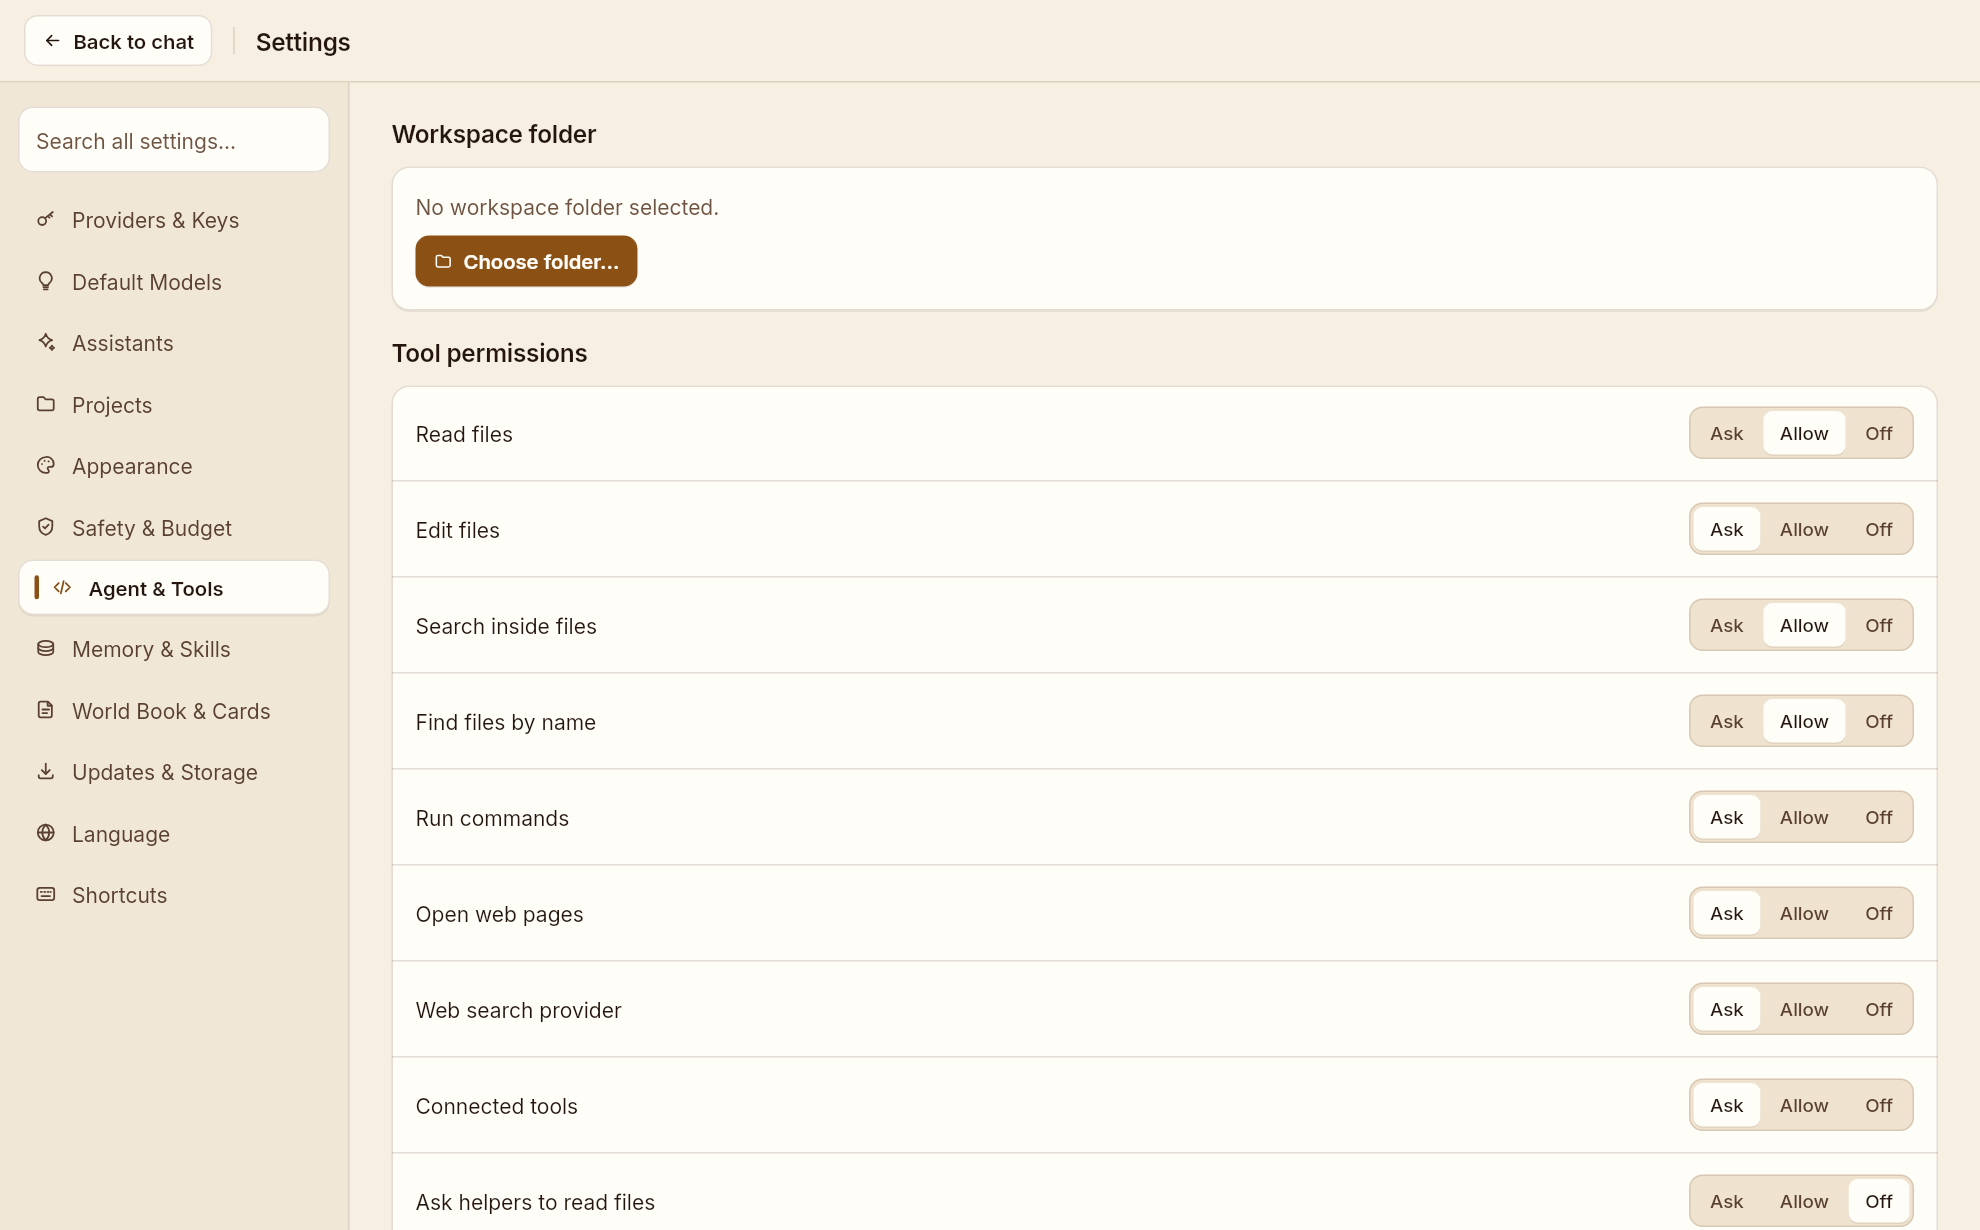 Back to chat
Settings
Search all settings...
Providers & Keys
Default Models
Assistants
Projects
Appearance
Safety & Budget
Agent & Tools
Memory & Skills
World Book & Cards
Updates & Storage
Language
Shortcuts
Workspace folder
No workspace folder selected.
Choose folder...
Tool permissions
Read files Ask Allow Off
Edit files Ask Allow Off
Search inside files Ask Allow Off
Find files by name Ask Allow Off
Run commands Ask Allow Off
Open web pages Ask Allow Off
Web search provider Ask Allow Off
Connected tools Ask Allow Off
Ask helpers to read files Ask Allow Off